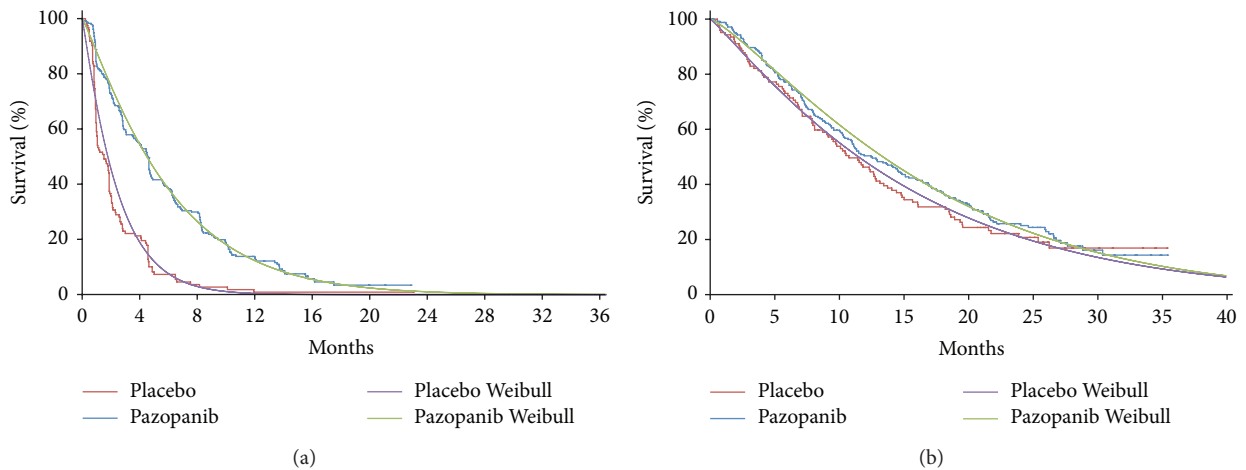 100
80
60
40
20
0
Survival (%)
0 4 8 12 16 20 24 28 32 36
Months
Placebo
Placebo Weibull
Pazopanib
Pazopanib Weibull
(a)
100
80
60
40
20
0
Survival (%)
0 5 10 15 20 25 30 35 40
Months
Placebo
Placebo Weibull
Pazopanib
Pazopanib Weibull
(b)